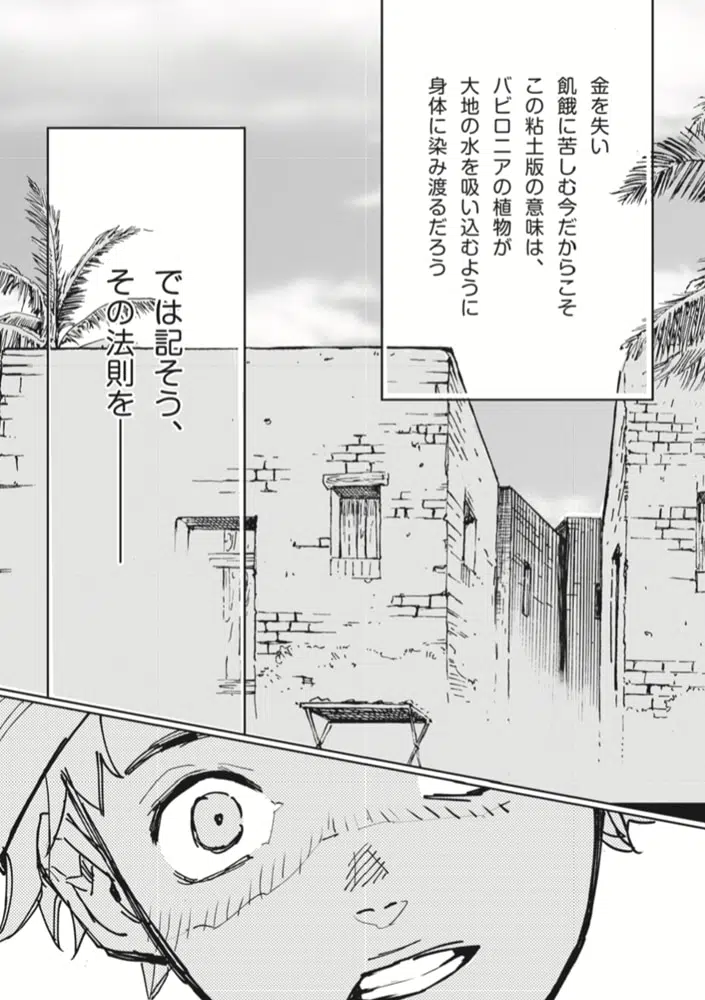 金を失い
飢餓に苦しむ今だからこそ
この粘土版の意味は、
バビロニアの植物が
大地の水を吸い込むように
身体に染み渡るだろう
では記そう、
その法則を――